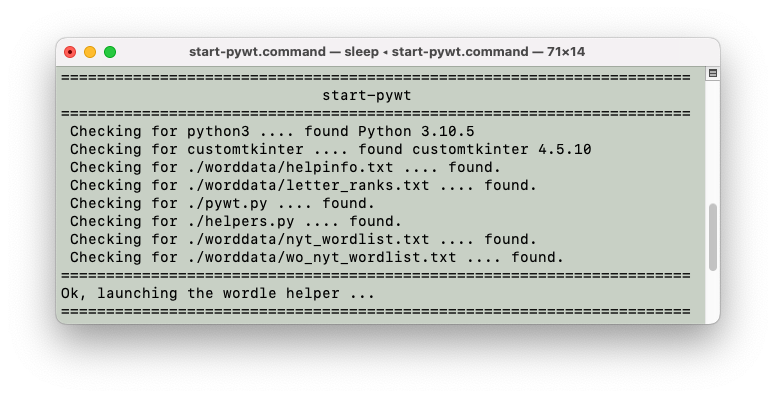 start-pywt.command — sleep ◂ start-pywt.command — 71×14
======================================================================
start-pywt
======================================================================
Checking for python3 .... found Python 3.10.5
Checking for customtkinter .... found customtkinter 4.5.10
Checking for ./worddata/helpinfo.txt .... found.
Checking for ./worddata/letter_ranks.txt .... found.
Checking for ./pywt.py .... found.
Checking for ./helpers.py .... found.
Checking for ./worddata/nyt_wordlist.txt .... found.
Checking for ./worddata/wo_nyt_wordlist.txt .... found.
======================================================================
Ok, launching the wordle helper ...
======================================================================